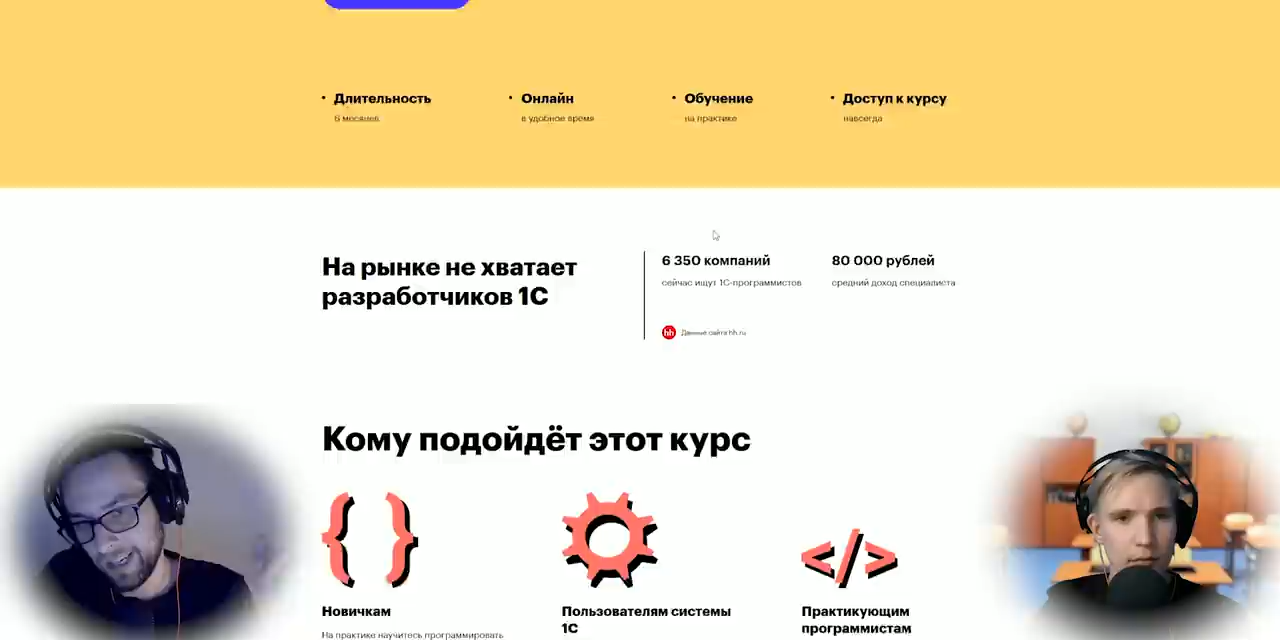 Длительность
6 месяцев
Онлайн
в удобное время
Обучение
на практике
Доступ к курсу
навсегда
На рынке не хватает
разработчиков 1С
6 350 компаний
сейчас ищут 1С-программистов
80 000 рублей
средний доход специалиста
hh Данные сайта hh.ru
Кому подойдёт этот курс
Новичкам
На практике научитесь программировать
Пользователям системы
1С
Практикующим
программистам